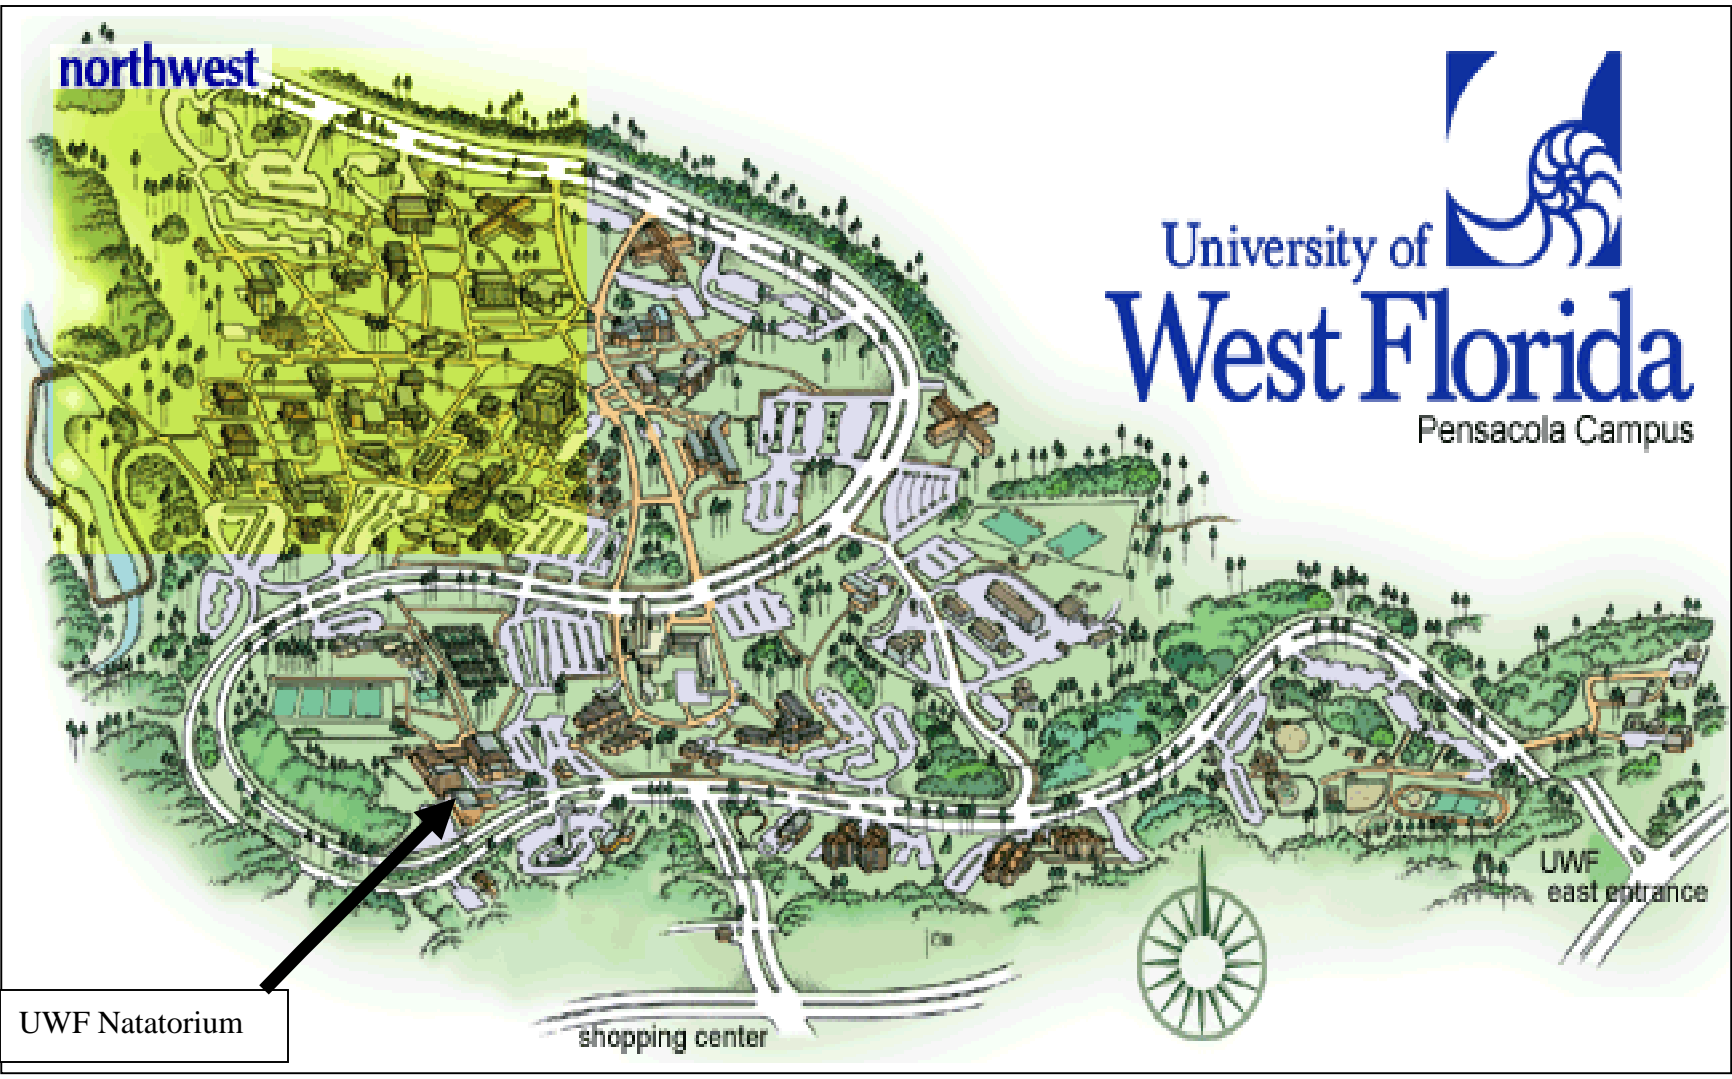 northwest
University of
West Florida
Pensacola Campus
UWF
east entrance
UWF Natatorium
shopping center